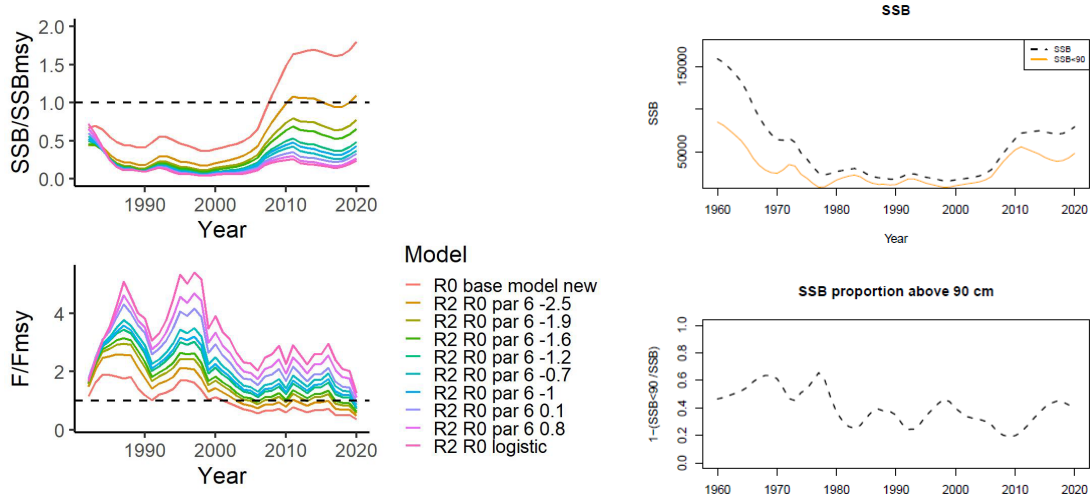 2.0
1.5
1.0
0.5
0.0
SSB/SSBmsy
1990
2000
2010
2020
Year
4
2
0
F/Fmsy
1990
2000
2010
2020
Year
Model
R0 base model new
R2 R0 par 6 -2.5
R2 R0 par 6 -1.9
R2 R0 par 6 -1.6
R2 R0 par 6 -1.2
R2 R0 par 6 -0.7
R2 R0 par 6 -1
R2 R0 par 6 0.1
R2 R0 par 6 0.8
R2 R0 logistic
SSB
SSB
SSB<90
150000
50000
SSB
1960
1970
1980
1990
2000
2010
2020
Year
SSB proportion above 90 cm
1.0
0.8
0.6
0.4
0.2
0.0
1-(SSB<90 /SSB)
1960
1970
1980
1990
2000
2010
2020